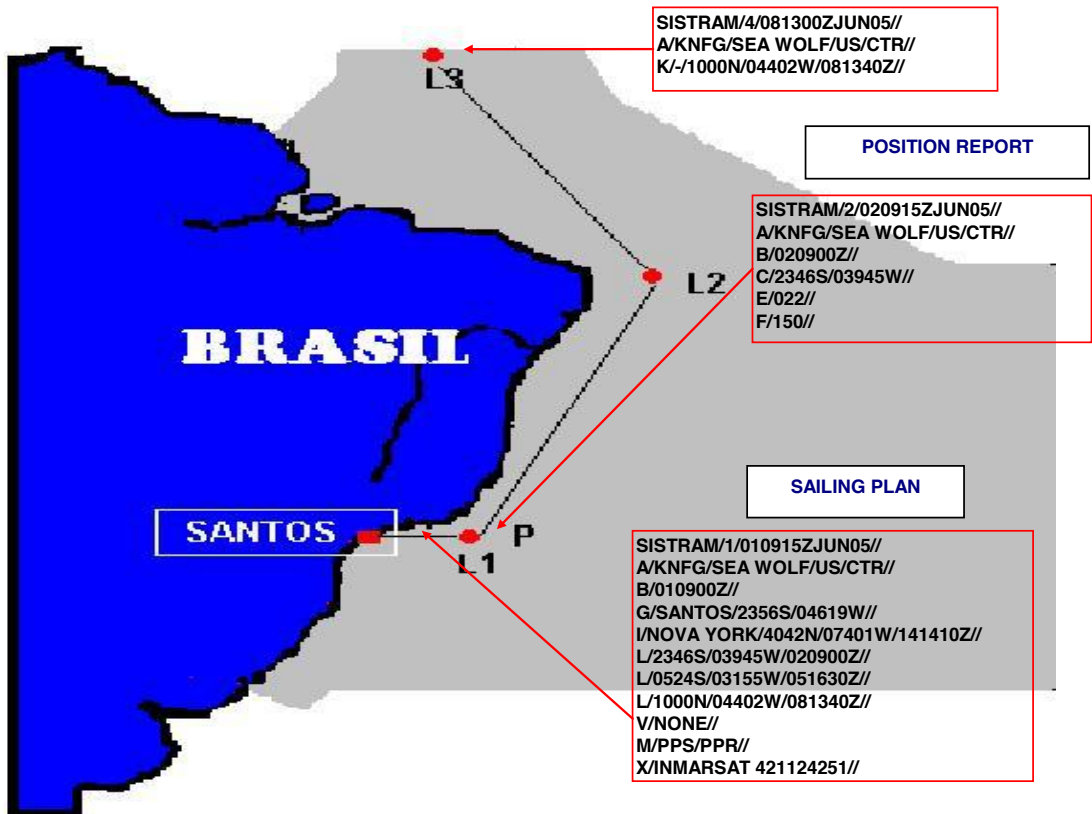 SISTRAM/4/081300ZJUN05//
A/KNFG/SEA WOLF/US/CTR//
K/-/1000N/04402W/081340Z//
L3
POSITION REPORT
SISTRAM/2/020915ZJUN05//
A/KNFG/SEA WOLF/US/CTR//
B/020900Z//
C/2346S/03945W//
E/022//
F/150//
L2
BRASIL
SAILING PLAN
SANTOS
P
L1
SISTRAM/1/010915ZJUN05//
A/KNFG/SEA WOLF/US/CTR//
B/010900Z//
G/SANTOS/2356S/04619W//
I/NOVA YORK/4042N/07401W/141410Z//
L/2346S/03945W/020900Z//
L/0524S/03155W/051630Z//
L/1000N/04402W/081340Z//
V/NONE//
M/PPS/PPR//
X/INMARSAT 421124251//